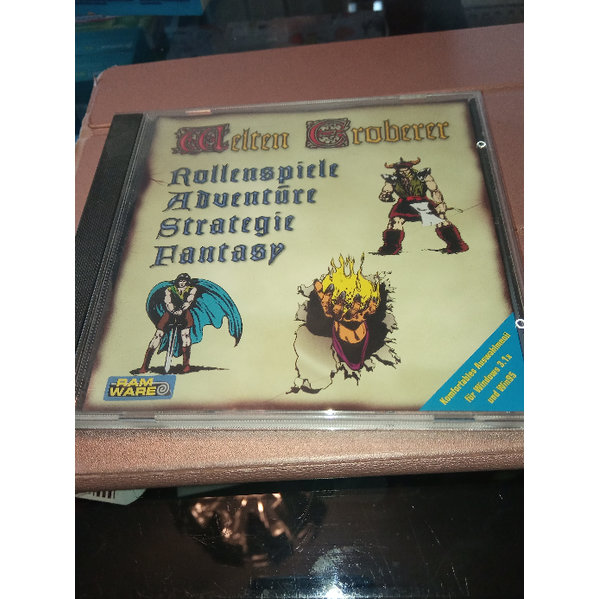 Welten Eroberer
Rollenspiele
Adventüre
Strategie
Fantasy
RAM
WARE
Komfortables Auswahlmenü
für Windows 3.1x
und Win95